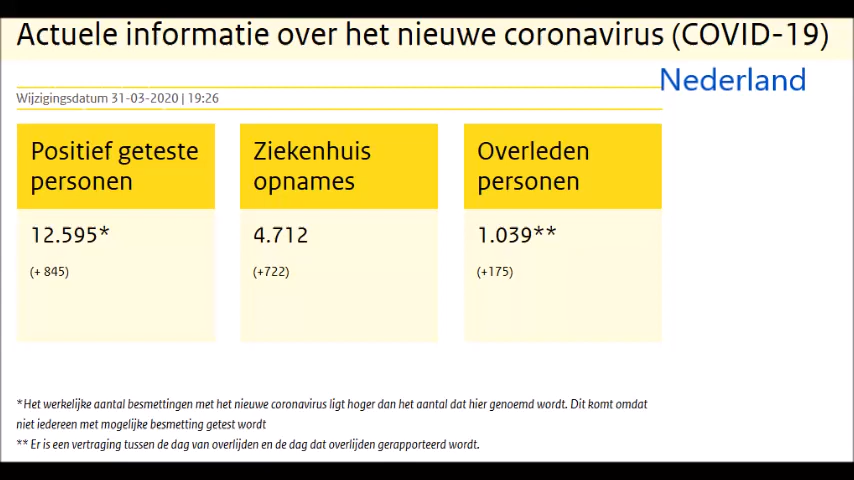 Actuele informatie over het nieuwe coronavirus (COVID-19)
Nederland
Wijzigingsdatum 31-03-2020 | 19:26
Positief geteste
personen
12.595*
(+ 845)
Ziekenhuis
opnames
4.712
(+722)
Overleden
personen
1.039**
(+175)
*Het werkelijke aantal besmettingen met het nieuwe coronavirus ligt hoger dan het aantal dat hier genoemd wordt. Dit komt omdat
niet iedereen met mogelijke besmetting getest wordt
** Er is een vertraging tussen de dag van overlijden en de dag dat overlijden gerapporteerd wordt.